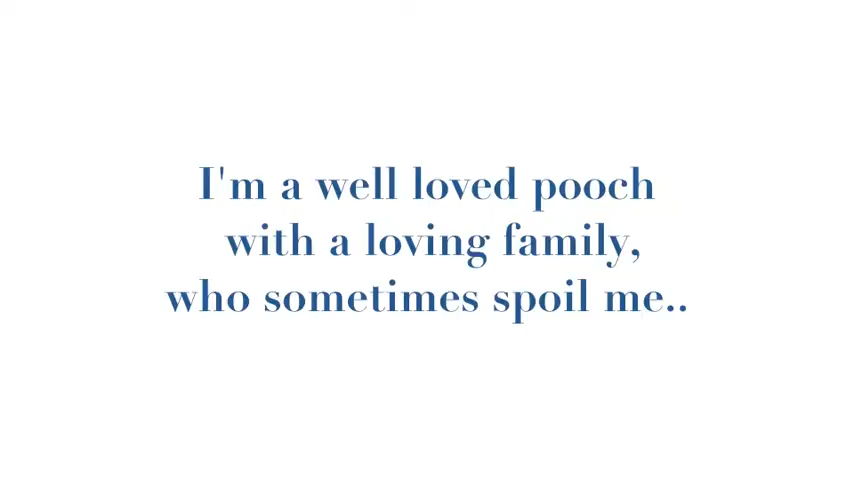 I'm a well loved pooch
with a loving family,
who sometimes spoil me..